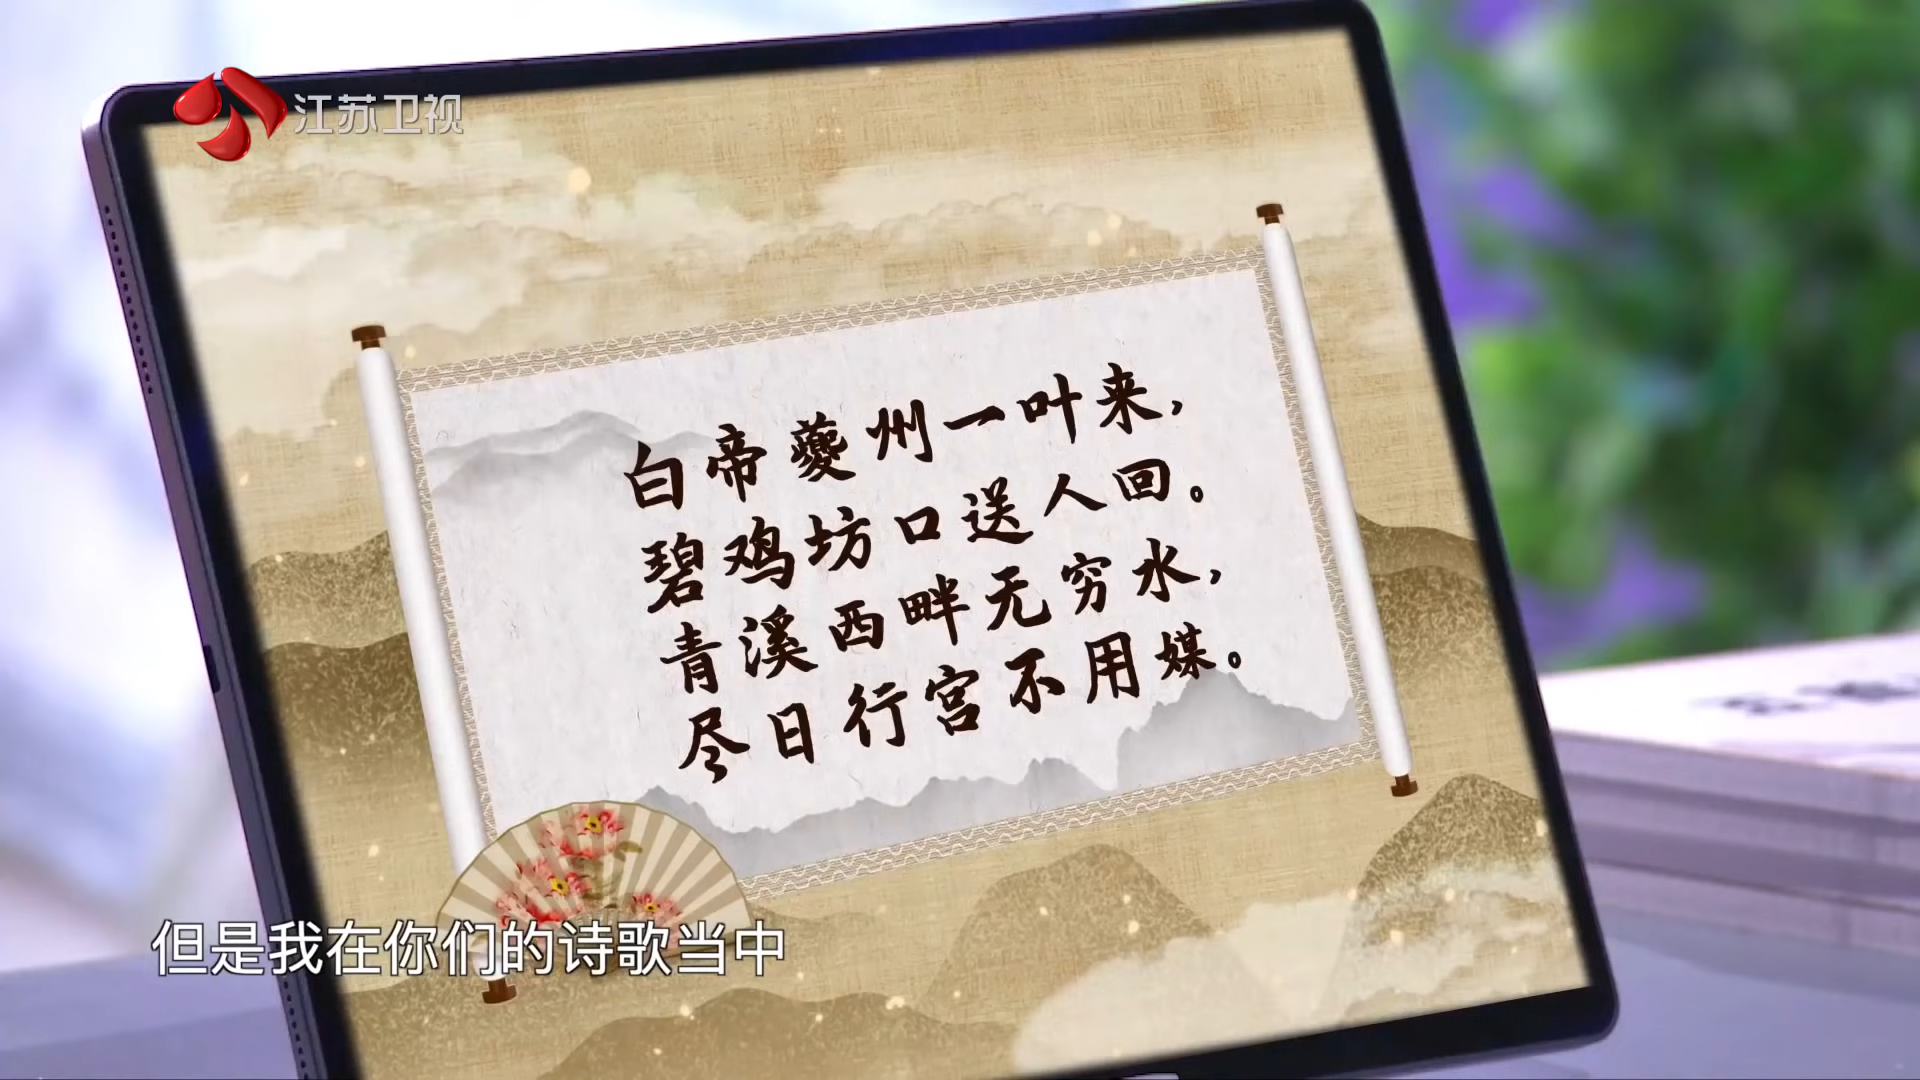 江苏卫视
白帝夔州一叶来，
碧鸡坊口送人回。
青溪西畔无穷水，
尽日行宫不用媒。
但是我在你们的诗歌当中